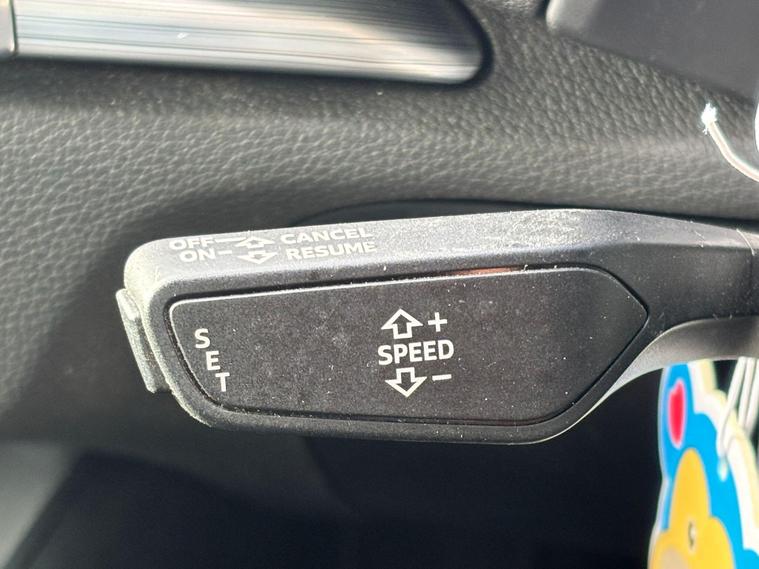 OFF CANCEL
ON RESUME
SET
+
SPEED
-